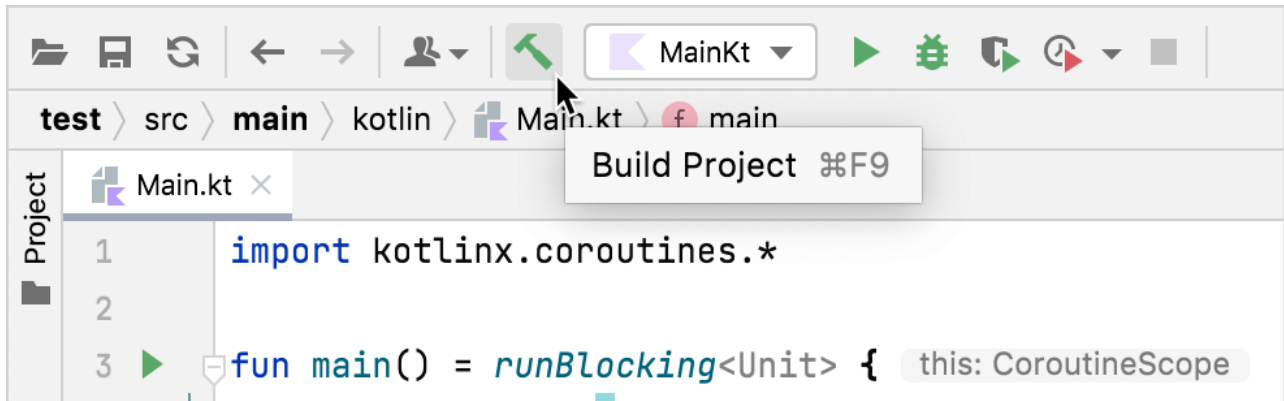 MainKt
test 〉 src 〉 main 〉 kotlin 〉 Main.kt 〉 f main
Build Project ⌘F9
Project
Main.kt ×
1 import kotlinx.coroutines.*
2
3 fun main() = runBlocking<Unit> { this: CoroutineScope